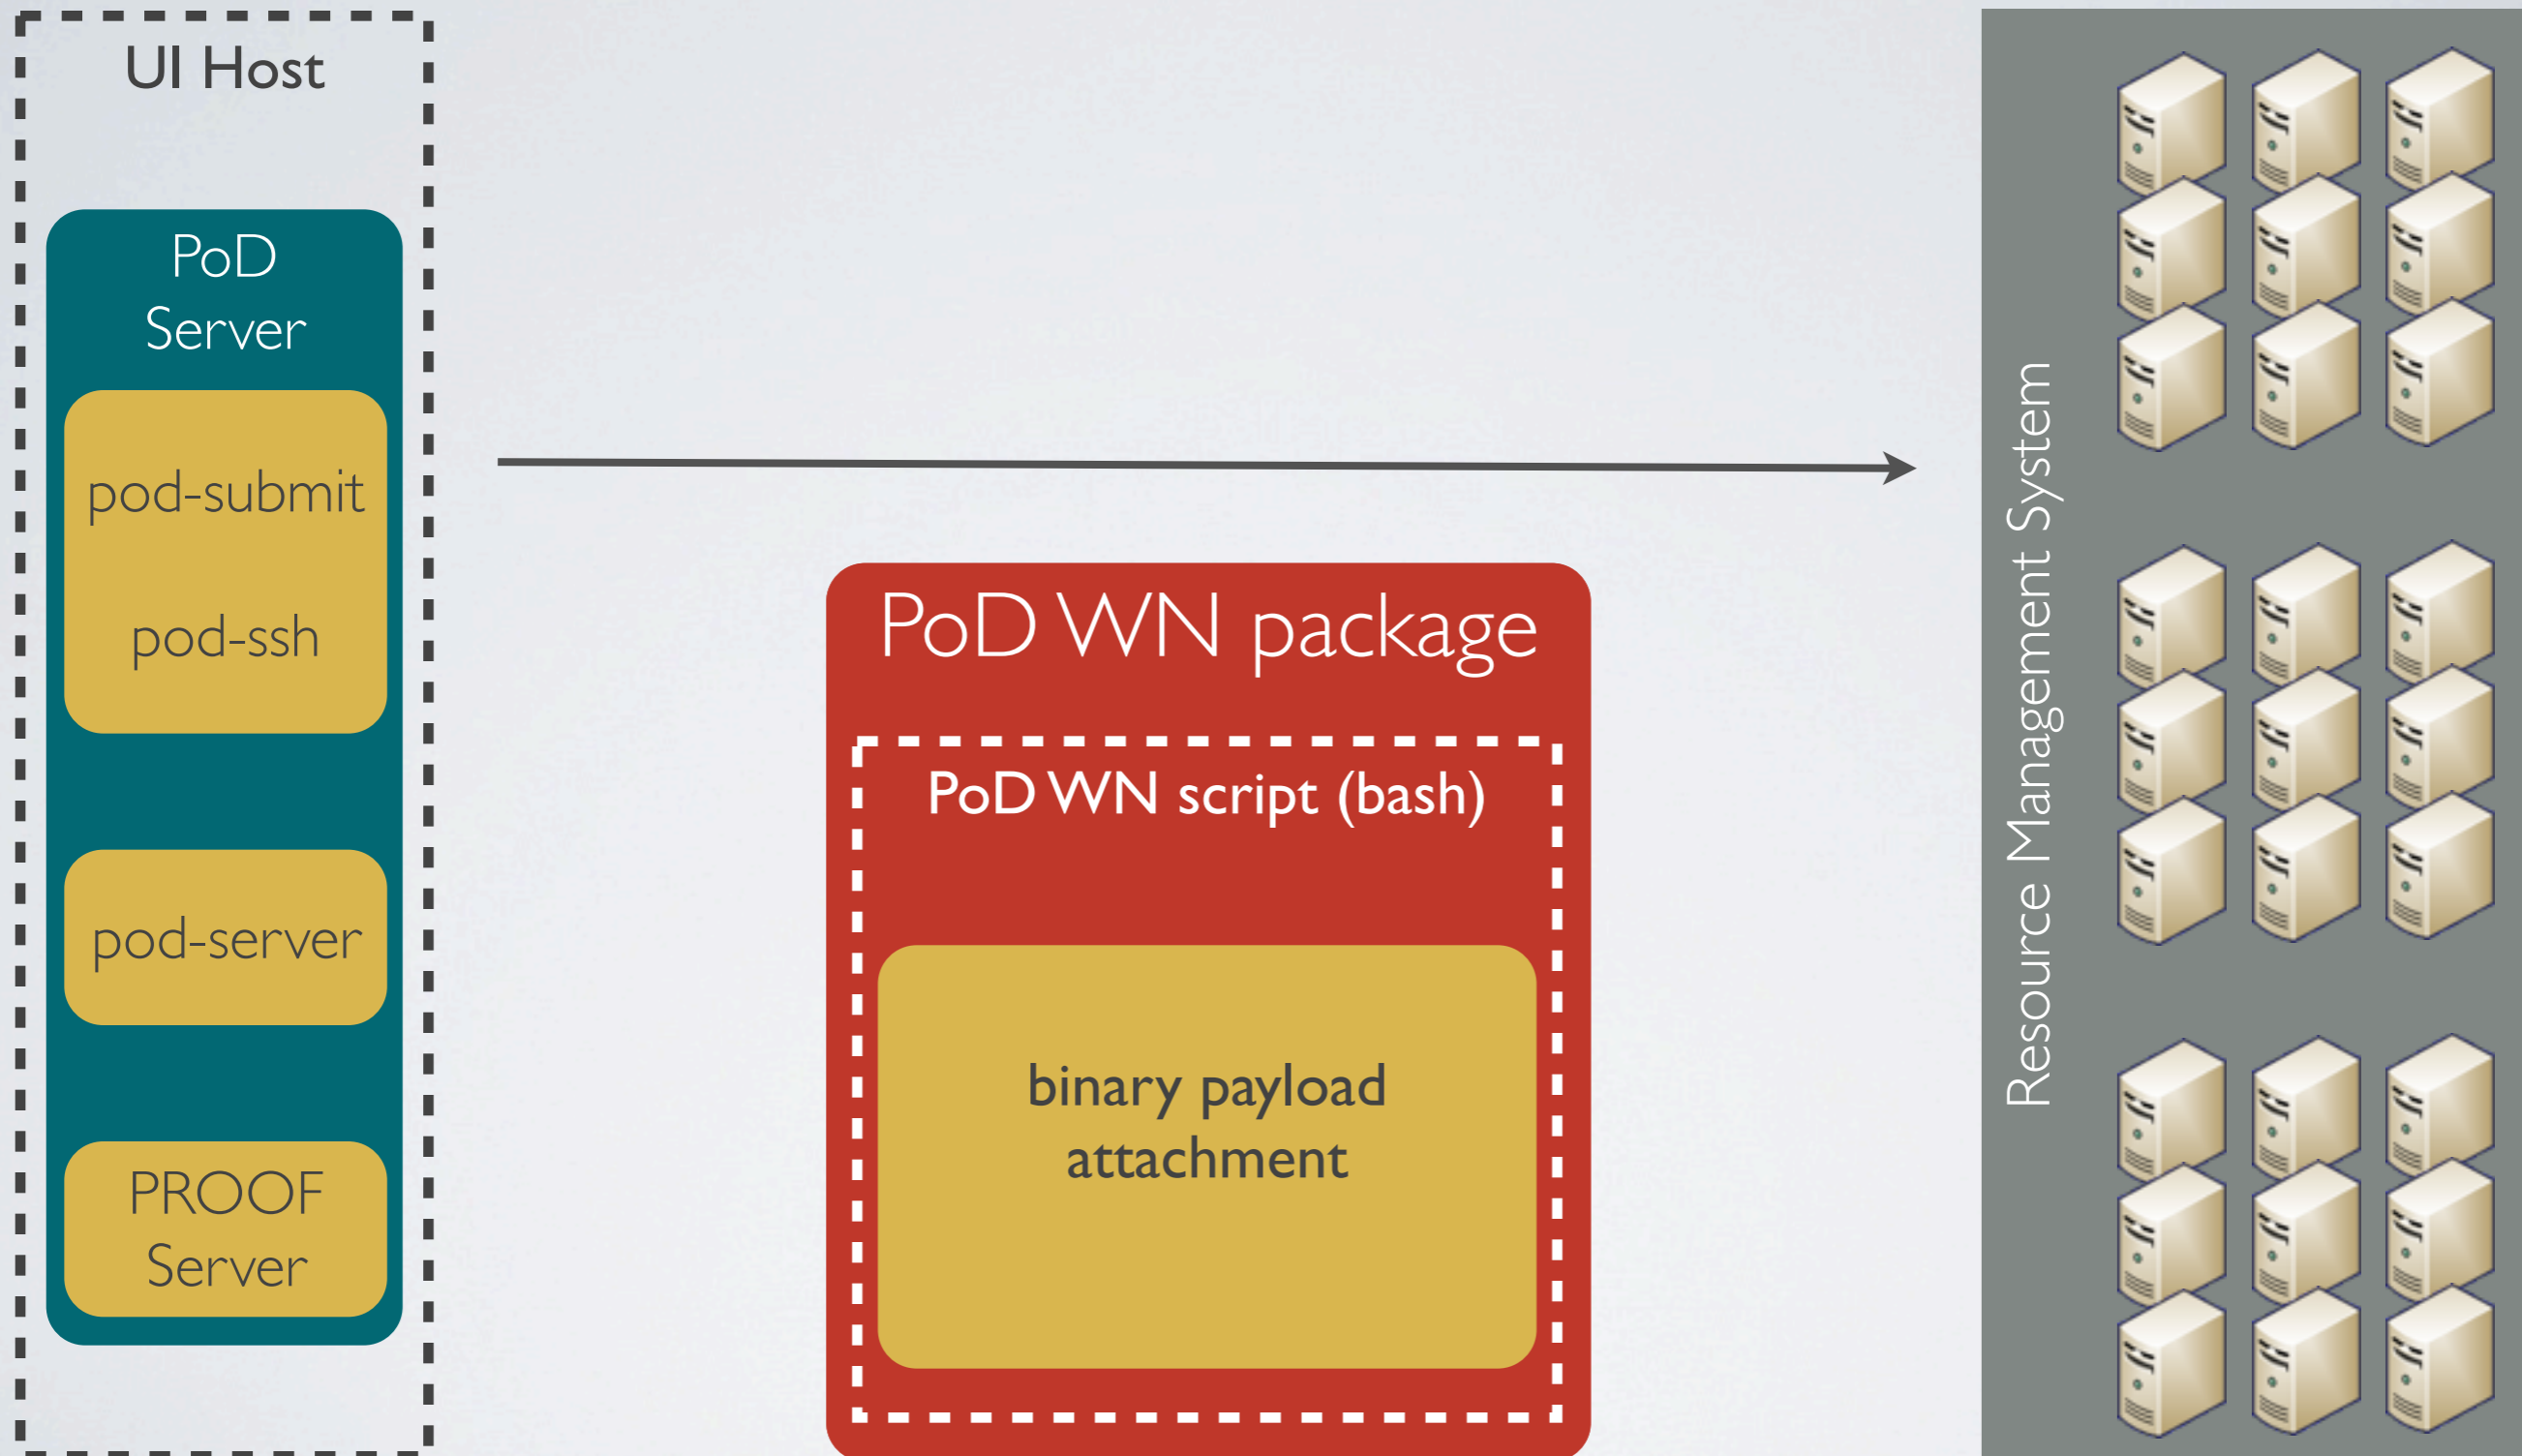 UI Host
PoD
Server
pod-submit
pod-ssh
pod-server
PROOF
Server
PoD WN package
PoD WN script (bash)
binary payload
attachment
Resource Management System